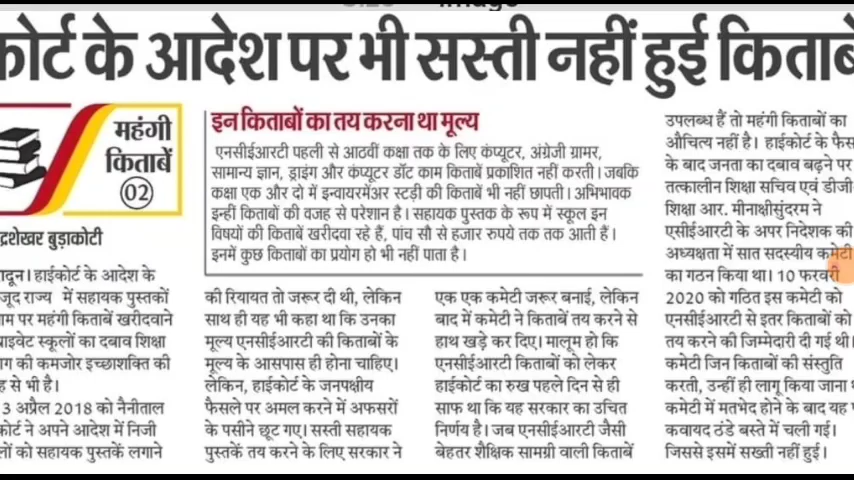 कोर्ट के आदेश पर भी सस्ती नहीं हुई किताबें
महंगी
किताबें
02
द्रशेखर बुड़ाकोटी
इन किताबों का तय करना था मूल्य
एनसीईआरटी पहली से आठवीं कक्षा तक के लिए कंप्यूटर, अंग्रेजी ग्रामर,
सामान्य ज्ञान, ड्राइंग और कंप्यूटर डॉट काम किताबें प्रकाशित नहीं करती। जबकि
कक्षा एक और दो में इन्वायरमेंअर स्टड़ी की किताबें भी नहीं छापती। अभिभावक
इन्हीं किताबों की वजह से परेशान है। सहायक पुस्तक के रूप में स्कूल इन
विषयों की किताबें खरीदवा रहे हैं, पांच सौ से हजार रुपये तक तक आती हैं।
इनमें कुछ किताबों का प्रयोग हो भी नहीं पाता है।
ादून। हाईकोर्ट के आदेश के
जूद राज्य में सहायक पुस्तकों
ाम पर महंगी किताबें खरीदवाने
प्राइवेट स्कूलों का दबाव शिक्षा
ाग की कमजोर इच्छाशक्ति की
ह से भी है।
3 अप्रैल 2018 को नैनीताल
कोर्ट ने अपने आदेश में निजी
लों को सहायक पुस्तकें लगाने
की रियायत तो जरूर दी थी, लेकिन
साथ ही यह भी कहा था कि उनका
मूल्य एनसीईआरटी की किताबों के
मूल्य के आसपास ही होना चाहिए।
लेकिन, हाईकोर्ट के जनपक्षीय
फैसले पर अमल करने में अफसरों
के पसीने छूट गए। सस्ती सहायक
पुस्तकें तय करने के लिए सरकार ने
एक एक कमेटी जरूर बनाई, लेकिन
बाद में कमेटी ने किताबें तय करने से
हाथ खड़े कर दिए। मालूम हो कि
एनसीईआरटी किताबों को लेकर
हाईकोर्ट का रुख पहले दिन से ही
साफ था कि यह सरकार का उचित
निर्णय है। जब एनसीईआरटी जैसी
बेहतर शैक्षिक सामग्री वाली किताबें
उपलब्ध हैं तो महंगी किताबों का
औचित्य नहीं है। हाईकोर्ट के फैस
के बाद जनता का दबाव बढ़ने पर
तत्कालीन शिक्षा सचिव एवं डीजी
शिक्षा आर. मीनाक्षीसुंदरम ने
एसीईआरटी के अपर निदेशक की
अध्यक्षता में सात सदस्यीय कमेटी
का गठन किया था। 10 फरवरी
2020 को गठित इस कमेटी को
एनसीईआरटी से इतर किताबों को
तय करने की जिम्मेदारी दी गई थी।
कमेटी जिन किताबों की संस्तुति
करती, उन्हीं ही लागू किया जाना
कमेटी में मतभेद होने के बाद यह
कवायद ठंडे बस्ते में चली गई।
जिससे इसमें सख्ती नहीं हुई।